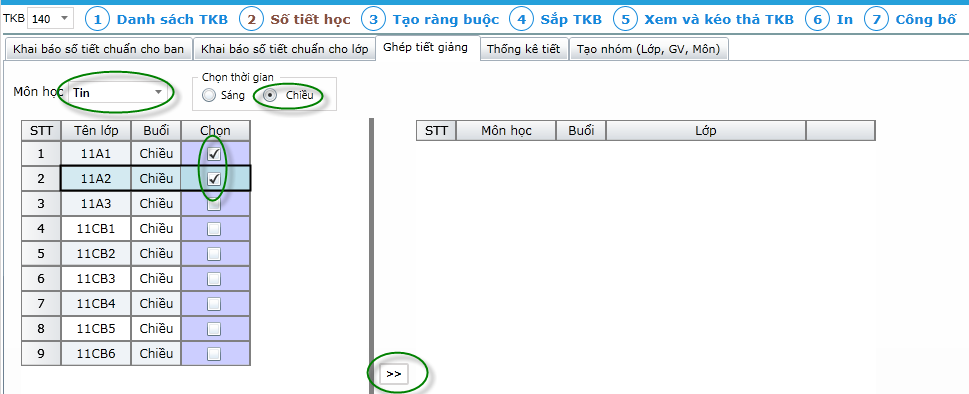 TKB 140 1 Danh sách TKB 2 Số tiết học 3 Tạo ràng buộc 4 Sắp TKB 5 Xem và kéo thả TKB 6 In 7 Công bố
Khai báo số tiết chuẩn cho ban Khai báo số tiết chuẩn cho lớp Ghép tiết giảng Thống kê tiết Tạo nhóm (Lớp, GV, Môn)
Chọn thời gian
Môn học Tin Sáng Chiều
STT Tên lớp Buổi Chọn STT Môn học Buổi Lớp
1 11A1 Chiều
2 11A2 Chiều
3 11A3 Chiều
4 11CB1 Chiều
5 11CB2 Chiều
6 11CB3 Chiều
7 11CB4 Chiều
8 11CB5 Chiều
9 11CB6 Chiều
>>